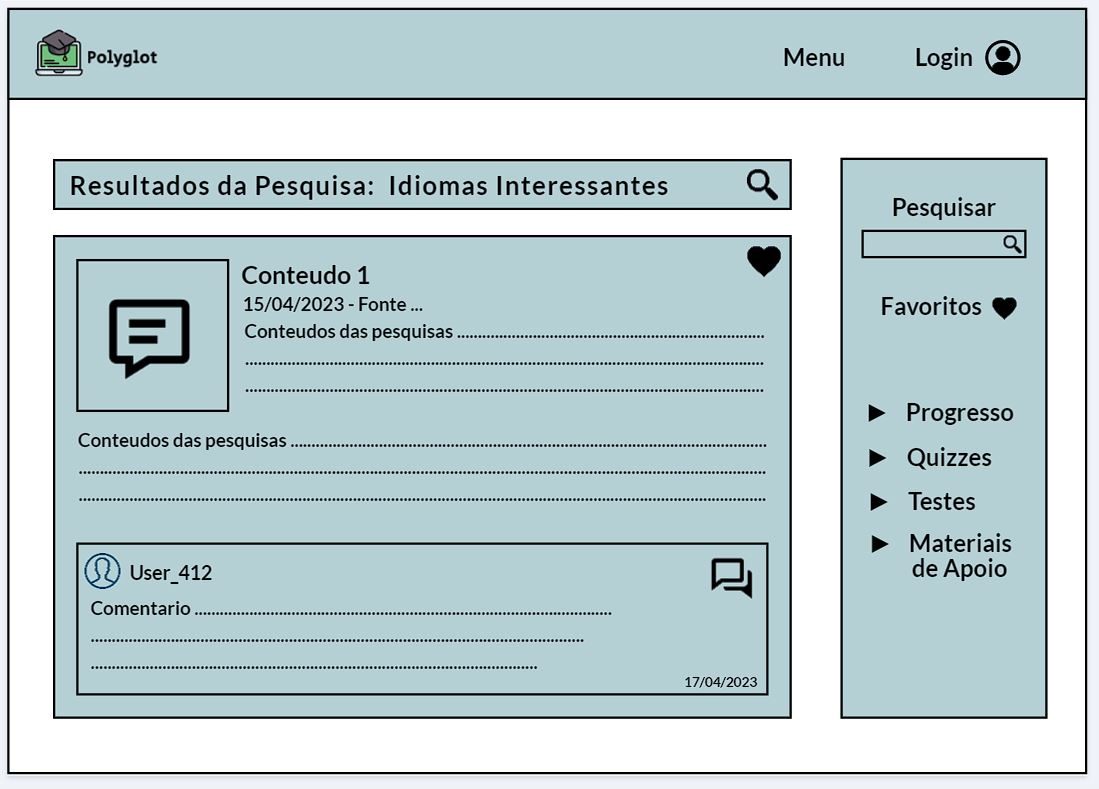 Polyglot
Menu
Login
Resultados da Pesquisa: Idiomas Interessantes
Conteudo 1
15/04/2023 - Fonte ...
Conteudos das pesquisas ..........................................................................
............................................................................................................................
............................................................................................................................
Conteudos das pesquisas ..................................................................................................................
.....................................................................................................................................................................
.....................................................................................................................................................................
User_412
Comentario ....................................................................................................
......................................................................................................................
...........................................................................................................
17/04/2023
Pesquisar
Favoritos
Progresso
Quizzes
Testes
Materiais
de Apoio